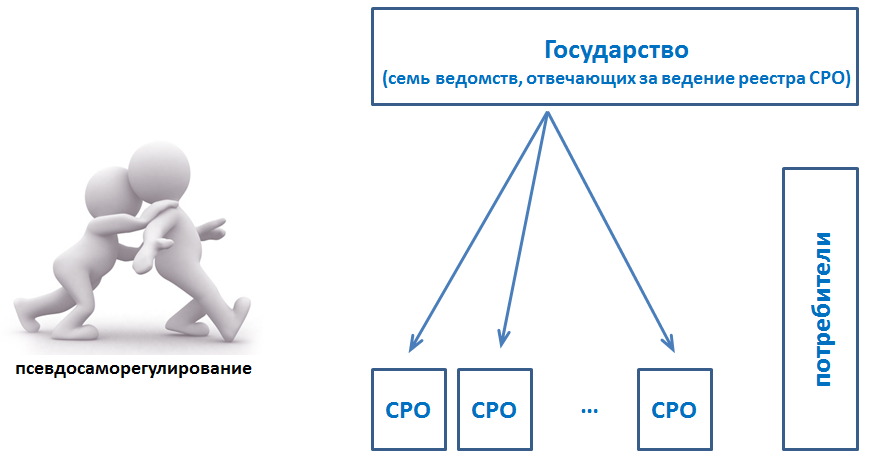 Государство
(семь ведомств, отвечающих за ведение реестра СРО)
потребители
псевдосаморегулирование
СРО
СРО
...
СРО